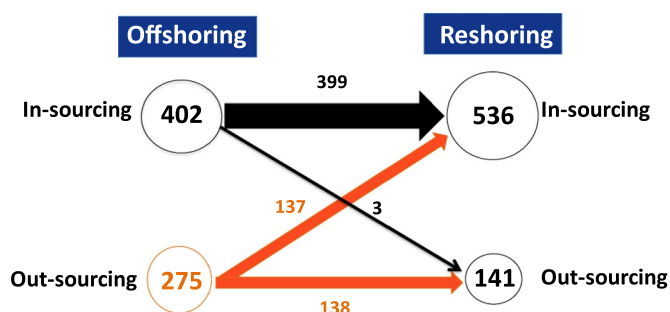 Offshoring
Reshoring
399
In-sourcing
402
536
In-sourcing
137
3
Out-sourcing
275
141
Out-sourcing
138